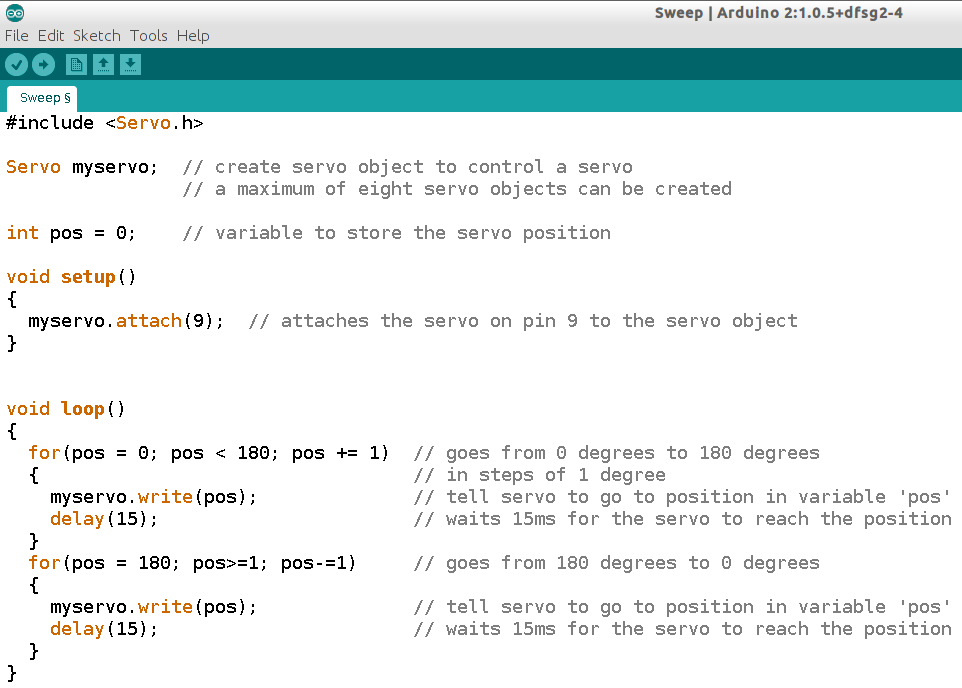 Sweep | Arduino 2:1.0.5+dfsg2-4
File Edit Sketch Tools Help
Sweep §
#include <Servo.h>

Servo myservo;  // create servo object to control a servo
                // a maximum of eight servo objects can be created

int pos = 0;    // variable to store the servo position

void setup()
{
  myservo.attach(9);  // attaches the servo on pin 9 to the servo object
}


void loop()
{
  for(pos = 0; pos < 180; pos += 1)  // goes from 0 degrees to 180 degrees
  {                                  // in steps of 1 degree
    myservo.write(pos);              // tell servo to go to position in variable 'pos'
    delay(15);                       // waits 15ms for the servo to reach the position
  }
  for(pos = 180; pos>=1; pos-=1)     // goes from 180 degrees to 0 degrees
  {
    myservo.write(pos);              // tell servo to go to position in variable 'pos'
    delay(15);                       // waits 15ms for the servo to reach the position
  }
}